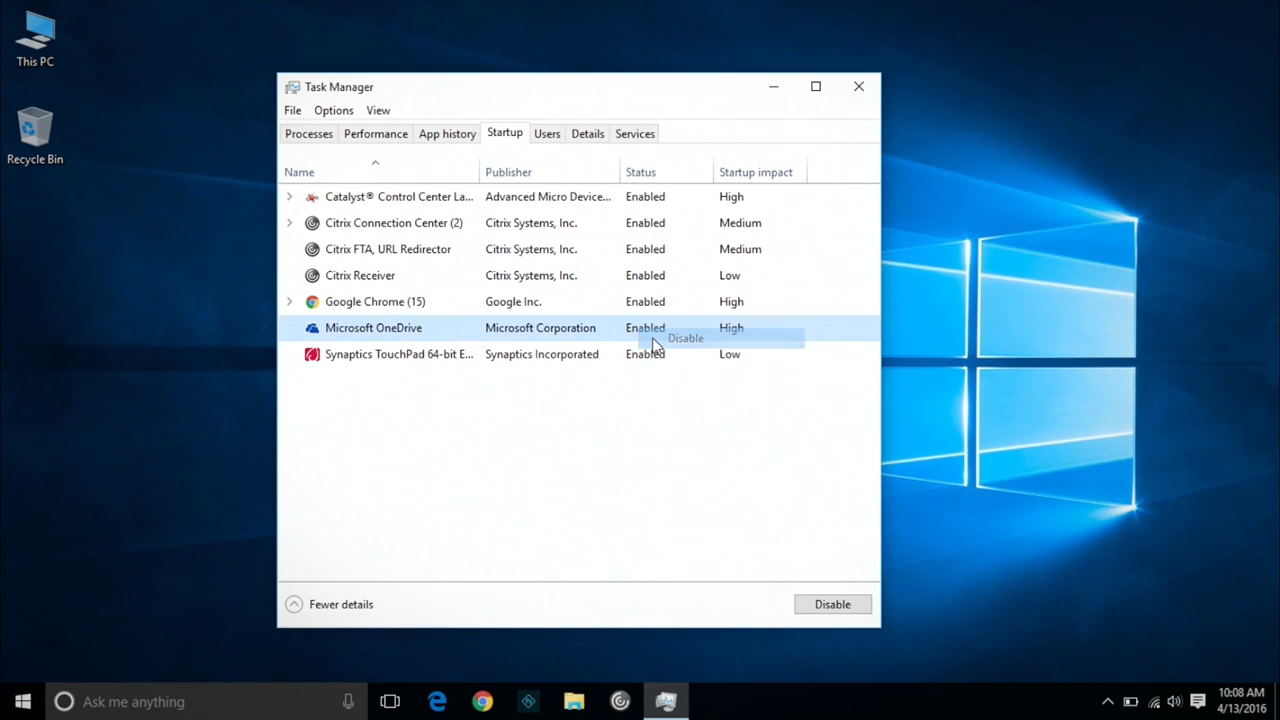 This PC
Recycle Bin
Task Manager
File Options View
Processes Performance App history Startup Users Details Services
Name Publisher Status Startup impact
Catalyst® Control Center La... Advanced Micro Device... Enabled High
Citrix Connection Center (2) Citrix Systems, Inc. Enabled Medium
Citrix FTA, URL Redirector Citrix Systems, Inc. Enabled Medium
Citrix Receiver Citrix Systems, Inc. Enabled Low
Google Chrome (15) Google Inc. Enabled High
Microsoft OneDrive Microsoft Corporation Enabled High
Disable
Synaptics TouchPad 64-bit E... Synaptics Incorporated Enabled Low
Fewer details Disable
Ask me anything
10:08 AM
4/13/2016